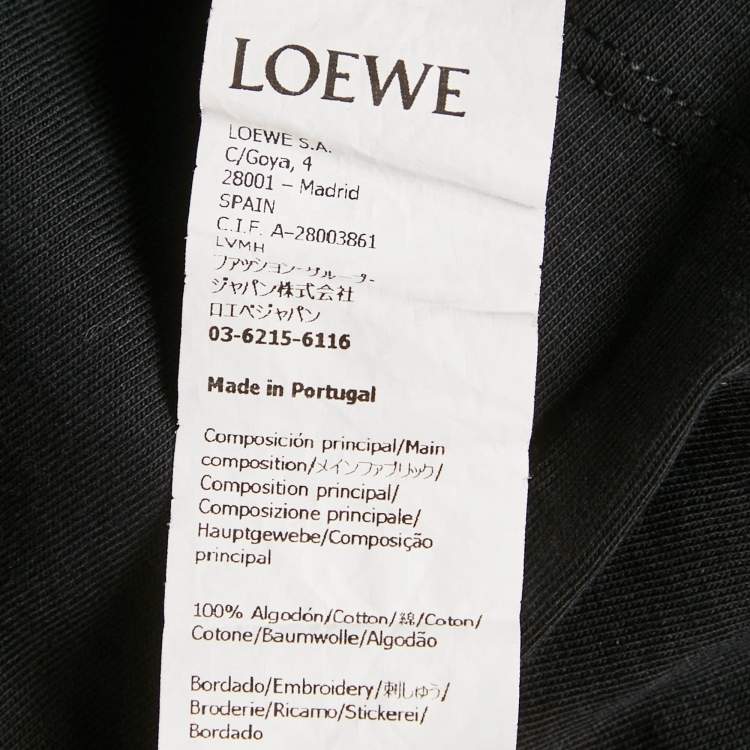 LOEWE
LOEWE S.A.
C/Goya, 4
28001 – Madrid
SPAIN
C.I.F. A-28003861
LVMH
ファッション・グループ・
ジャパン株式会社
ロエベジャパン
03-6215-6116
Made in Portugal
Composición principal/Main
composition/メインファブリック/
Composition principal/
Composizione principale/
Hauptgewebe/Composição
principal
100% Algodón/Cotton/綿/Coton/
Cotone/Baumwolle/Algodão
Bordado/Embroidery/刺しゅう/
Broderie/Ricamo/Stickerei/
Bordado